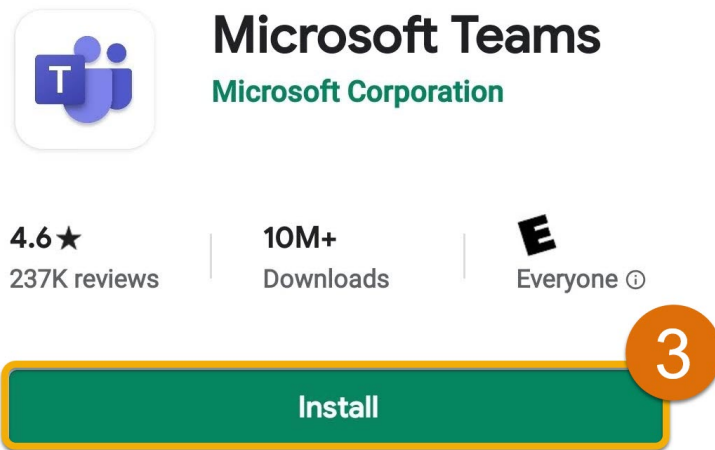 T
Microsoft Teams
Microsoft Corporation
4.6★
10M+
E
237K reviews
Downloads
Everyone ⓘ
3
Install